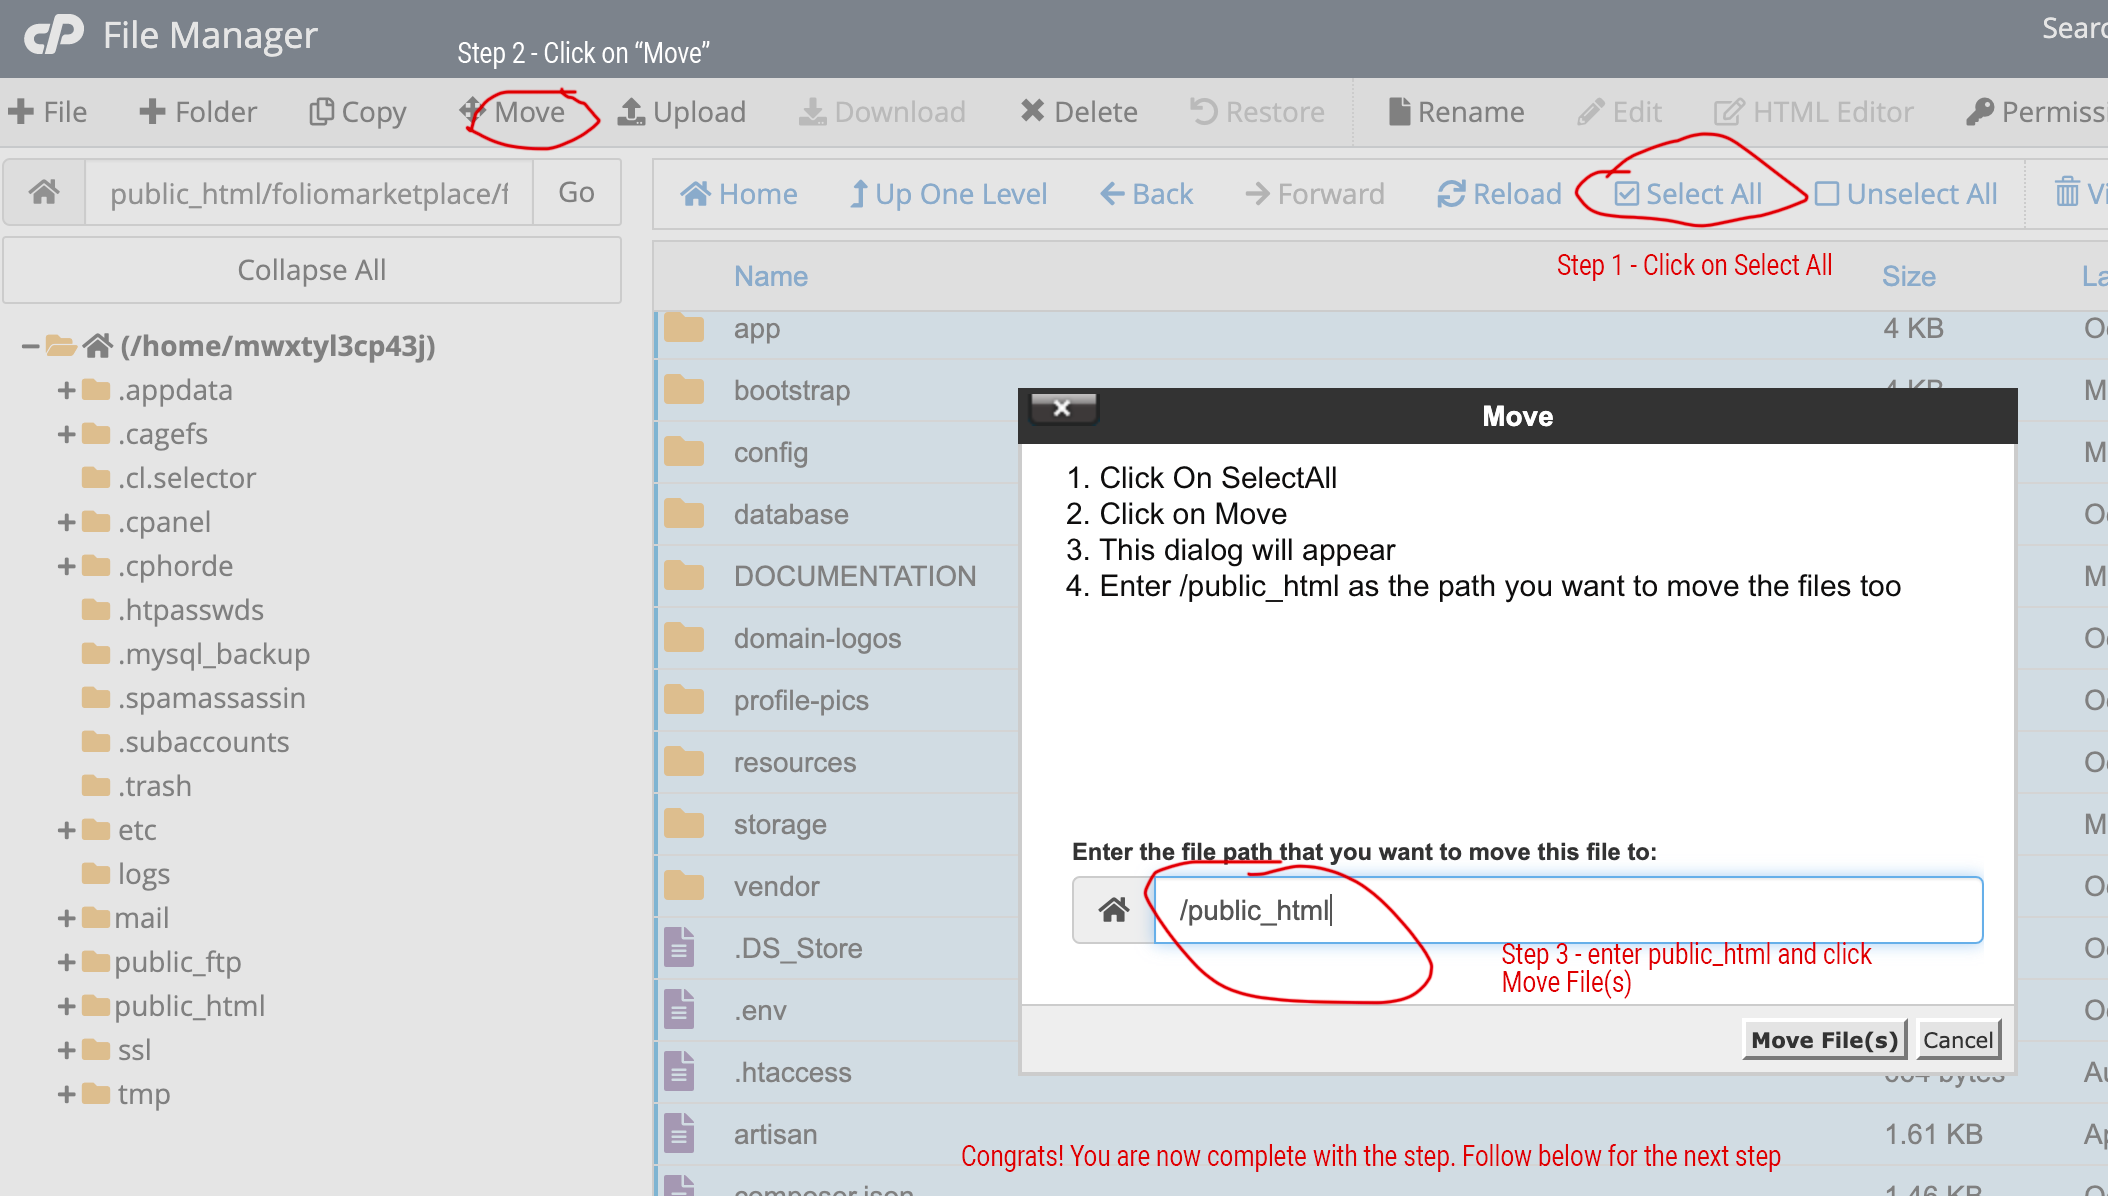 cP File Manager
Searc
Step 2 - Click on “Move”
File
Folder
Copy
Move
Upload
Download
Delete
Restore
Rename
Edit
HTML Editor
Permissi
public_html/foliomarketplace/f
Go
Home
Up One Level
Back
Forward
Reload
Select All
Unselect All
Vi
Collapse All
Step 1 - Click on Select All
Name
Size
La
(/home/mwxtyl3cp43j)
.appdata
.cagefs
.cl.selector
.cpanel
.cphorde
.htpasswds
.mysql_backup
.spamassassin
.subaccounts
.trash
etc
logs
mail
public_ftp
public_html
ssl
tmp
app
4 KB
bootstrap
4 KB
config
database
DOCUMENTATION
domain-logos
profile-pics
resources
storage
vendor
.DS_Store
.env
.htaccess
artisan
1.61 KB
composer.json
1.46 KB
Move
1. Click On SelectAll
2. Click on Move
3. This dialog will appear
4. Enter /public_html as the path you want to move the files too
Enter the file path that you want to move this file to:
/public_html
Step 3 - enter public_html and click
Move File(s)
Move File(s)
Cancel
Congrats! You are now complete with the step. Follow below for the next step